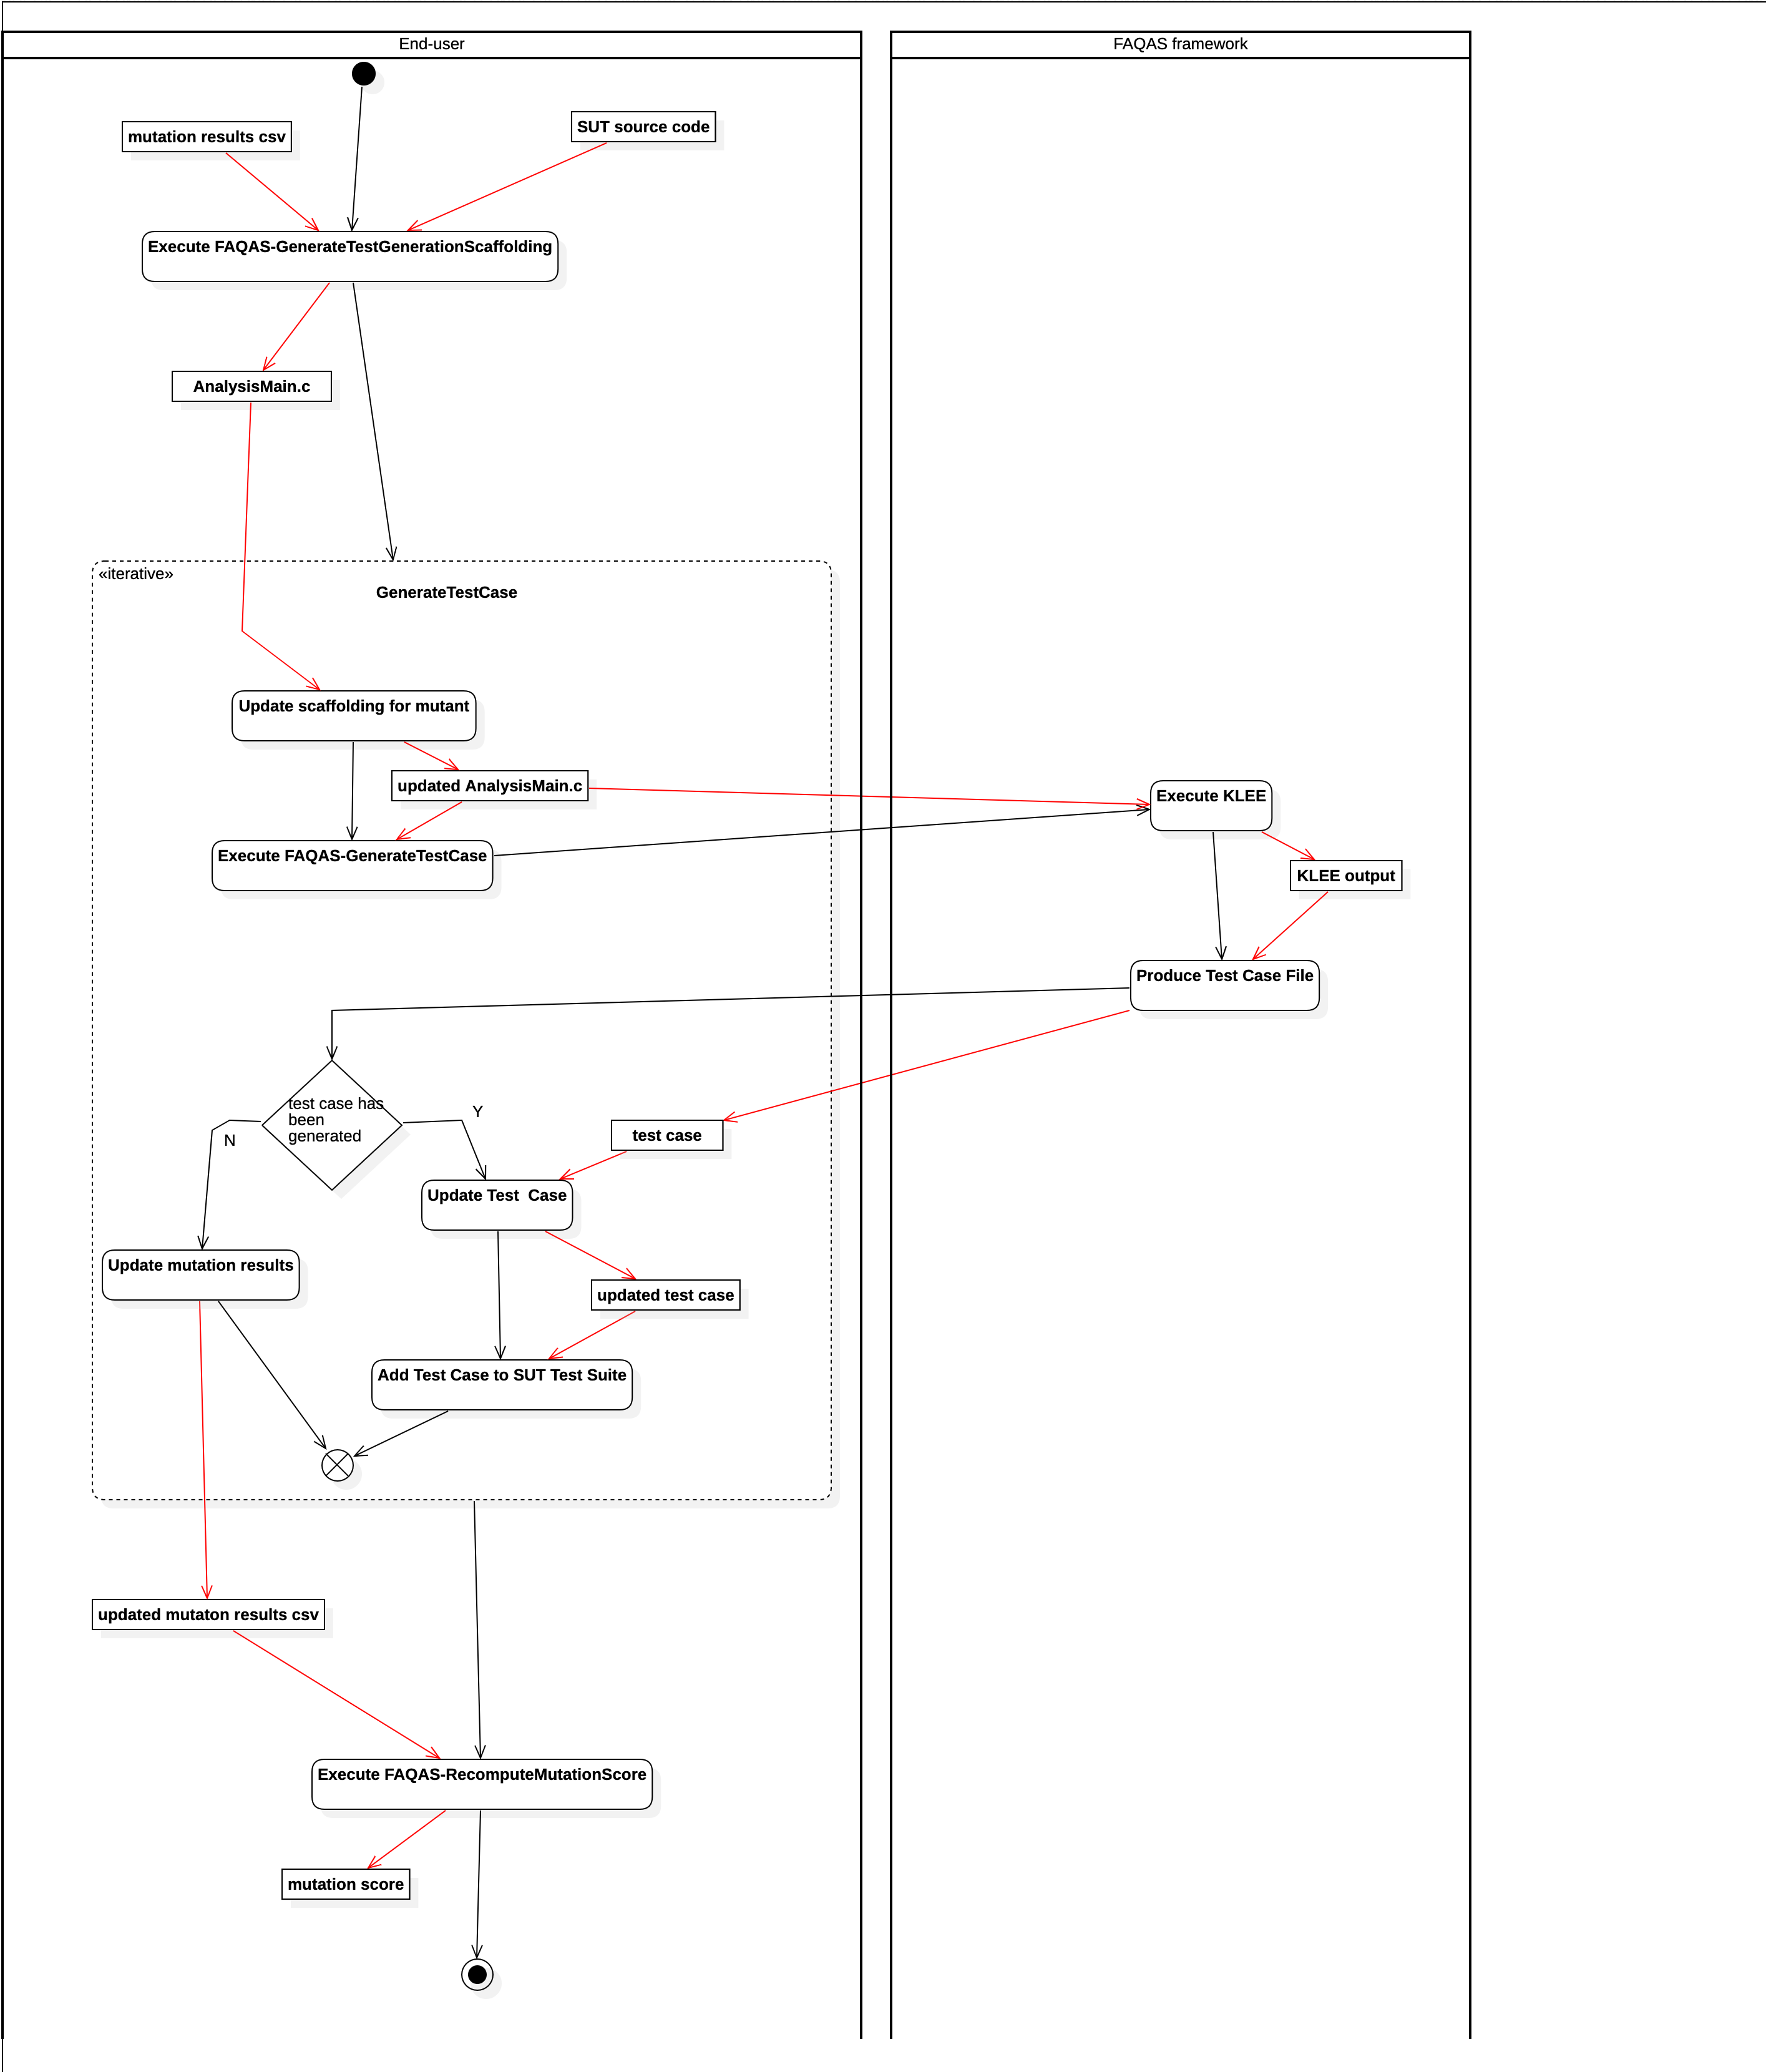 End-user
FAQAS framework
mutation results csv
SUT source code
Execute FAQAS-GenerateTestGenerationScaffolding
AnalysisMain.c
«iterative»
GenerateTestCase
Update scaffolding for mutant
updated AnalysisMain.c
Execute KLEE
Execute FAQAS-GenerateTestCase
KLEE output
Produce Test Case File
test case has
been
generated
Y
N
test case
Update Test  Case
Update mutation results
updated test case
Add Test Case to SUT Test Suite
updated mutaton results csv
Execute FAQAS-RecomputeMutationScore
mutation score